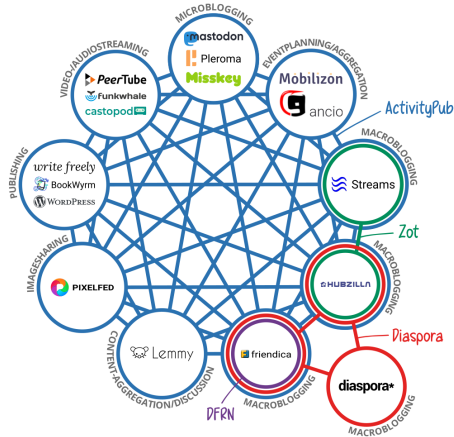 MICROBLOGGING
mastodon
Pleroma
Misskey
EVENTPLANNING/AGGREGATION
Mobilizon
gancio
ActivityPub
VIDEO-/AUDIOSTREAMING
PeerTube
funkwhale
castopod
MACROBLOGGING
Streams
Zot
PUBLISHING
write freely
BookWyrm
WORDPRESS
MACROBLOGGING
HUBZILLA
IMAGESHARING
PIXELFED
Diaspora
CONTENT-AGGREGATION/DISCUSSION
Lemmy
friendica
MACROBLOGGING
DFRN
diaspora*
MACROBLOGGING